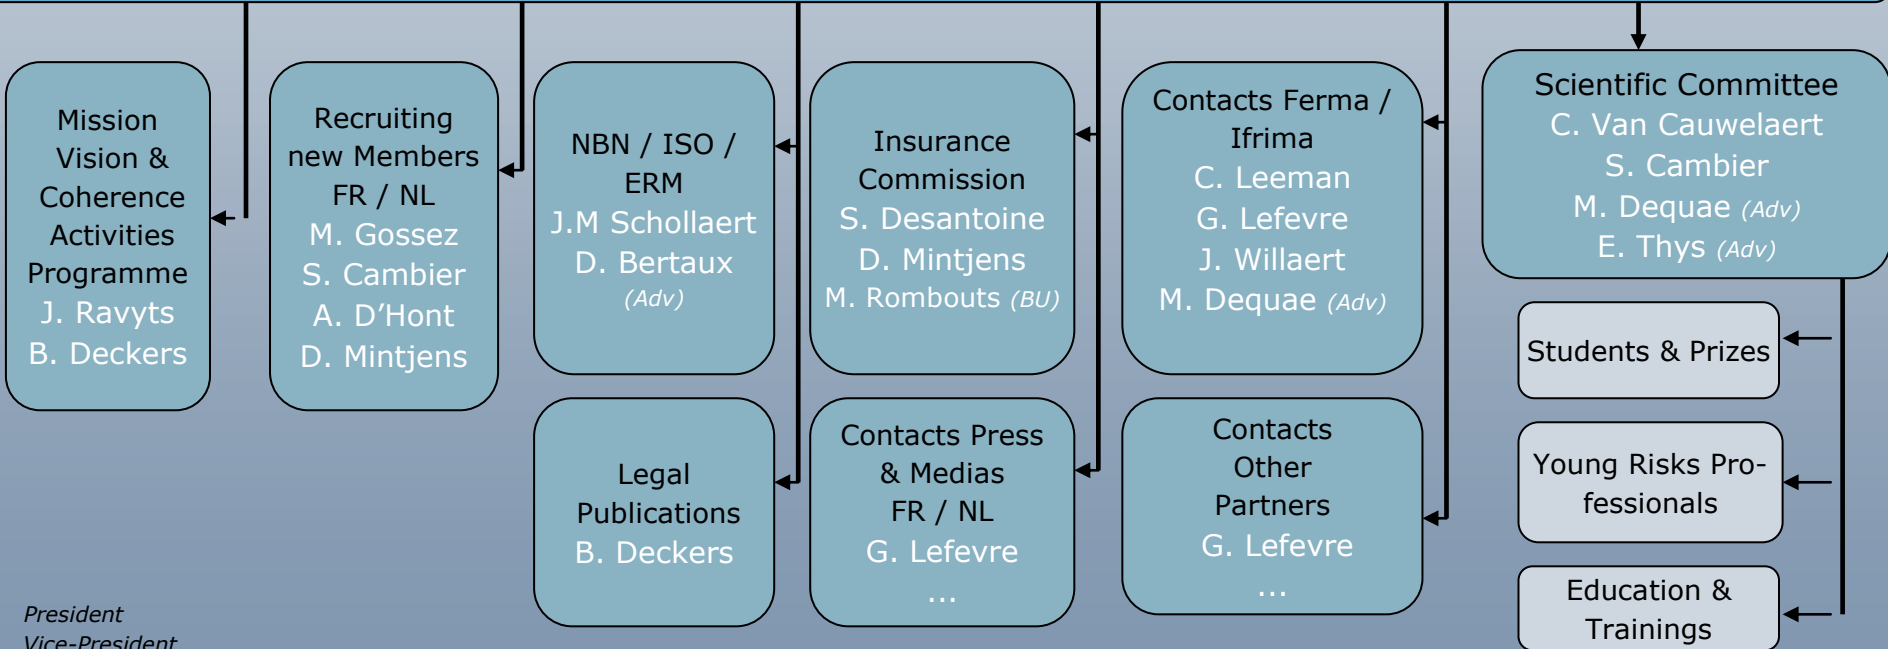 Mission
Vision &
Coherence
Activities
Programme
J. Ravyts
B. Deckers
Recruiting
new Members
FR / NL
M. Gossez
S. Cambier
A. D’Hont
D. Mintjens
NBN / ISO /
ERM
J.M Schollaert
D. Bertaux
(Adv)
Insurance
Commission
S. Desantoine
D. Mintjens
M. Rombouts (BU)
Contacts Ferma /
Ifrima
C. Leeman
G. Lefevre
J. Willaert
M. Dequae (Adv)
Scientific Committee
C. Van Cauwelaert
S. Cambier
M. Dequae (Adv)
E. Thys (Adv)
Legal
Publications
B. Deckers
Contacts Press
& Medias
FR / NL
G. Lefevre
...
Contacts
Other
Partners
G. Lefevre
...
Students & Prizes
Young Risks Pro-
fessionals
Education &
Trainings
President
Vice-President